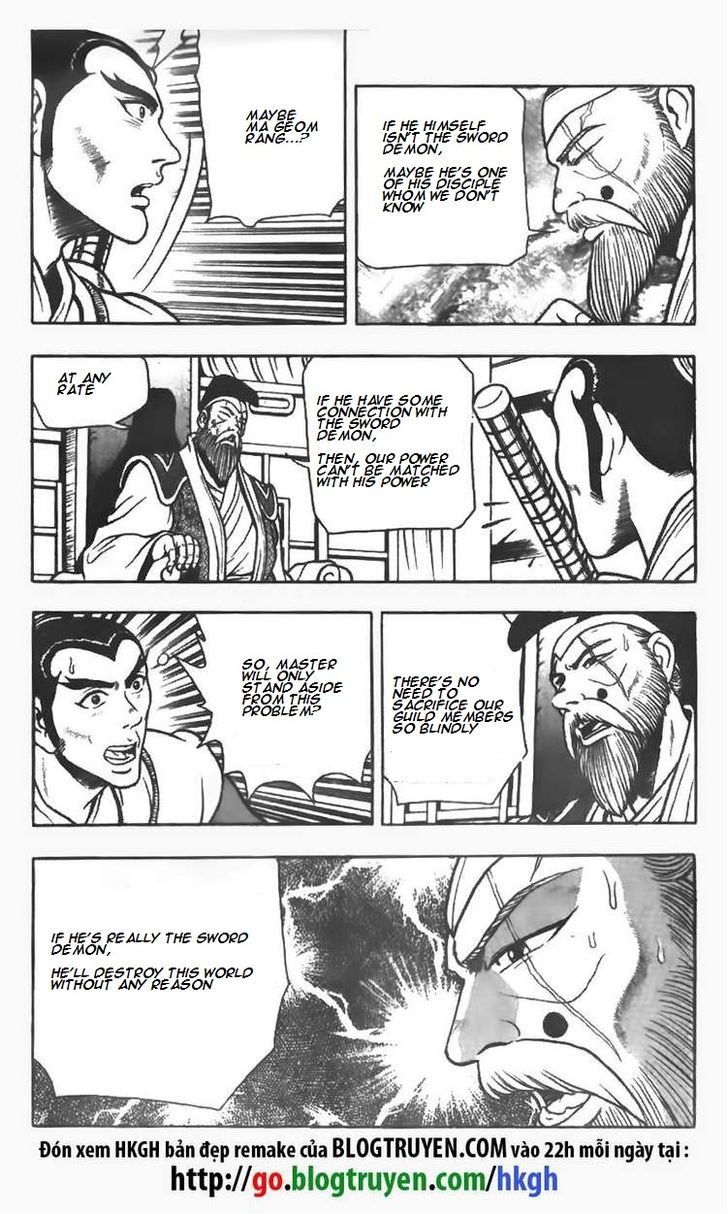 MAYBE
MA GEOM
RANG...?
IF HE HIMSELF
ISN'T THE SWORD
DEMON,
MAYBE HE'S ONE
OF HIS DISCIPLE
WHOM WE DON'T
KNOW
AT ANY
RATE
IF HE HAVE SOME
CONNECTION WITH
THE SWORD
DEMON,
THEN, OUR POWER
CAN'T BE MATCHED
WITH HIS POWER
SO, MASTER
WILL ONLY
STAND ASIDE
FROM THIS
PROBLEM?
THERE'S NO
NEED TO
SACRIFICE OUR
GUILD MEMBERS
SO BLINDLY
IF HE'S REALLY THE SWORD
DEMON,
HE'LL DESTROY THIS WORLD
WITHOUT ANY REASON
Đón xem HKGH bản đẹp remake của BLOGTRUYEN.COM vào 22h mỗi ngày tại :
http://go.blogtruyen.com/hkgh